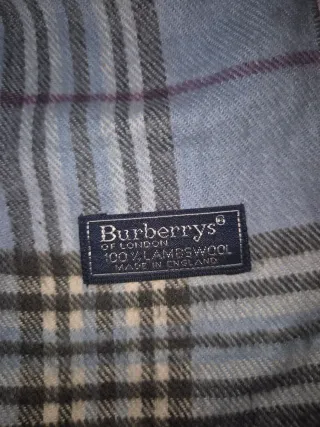 Burberrys®
OF LONDON
100% LAMBSWOOL
MADE IN ENGLAND